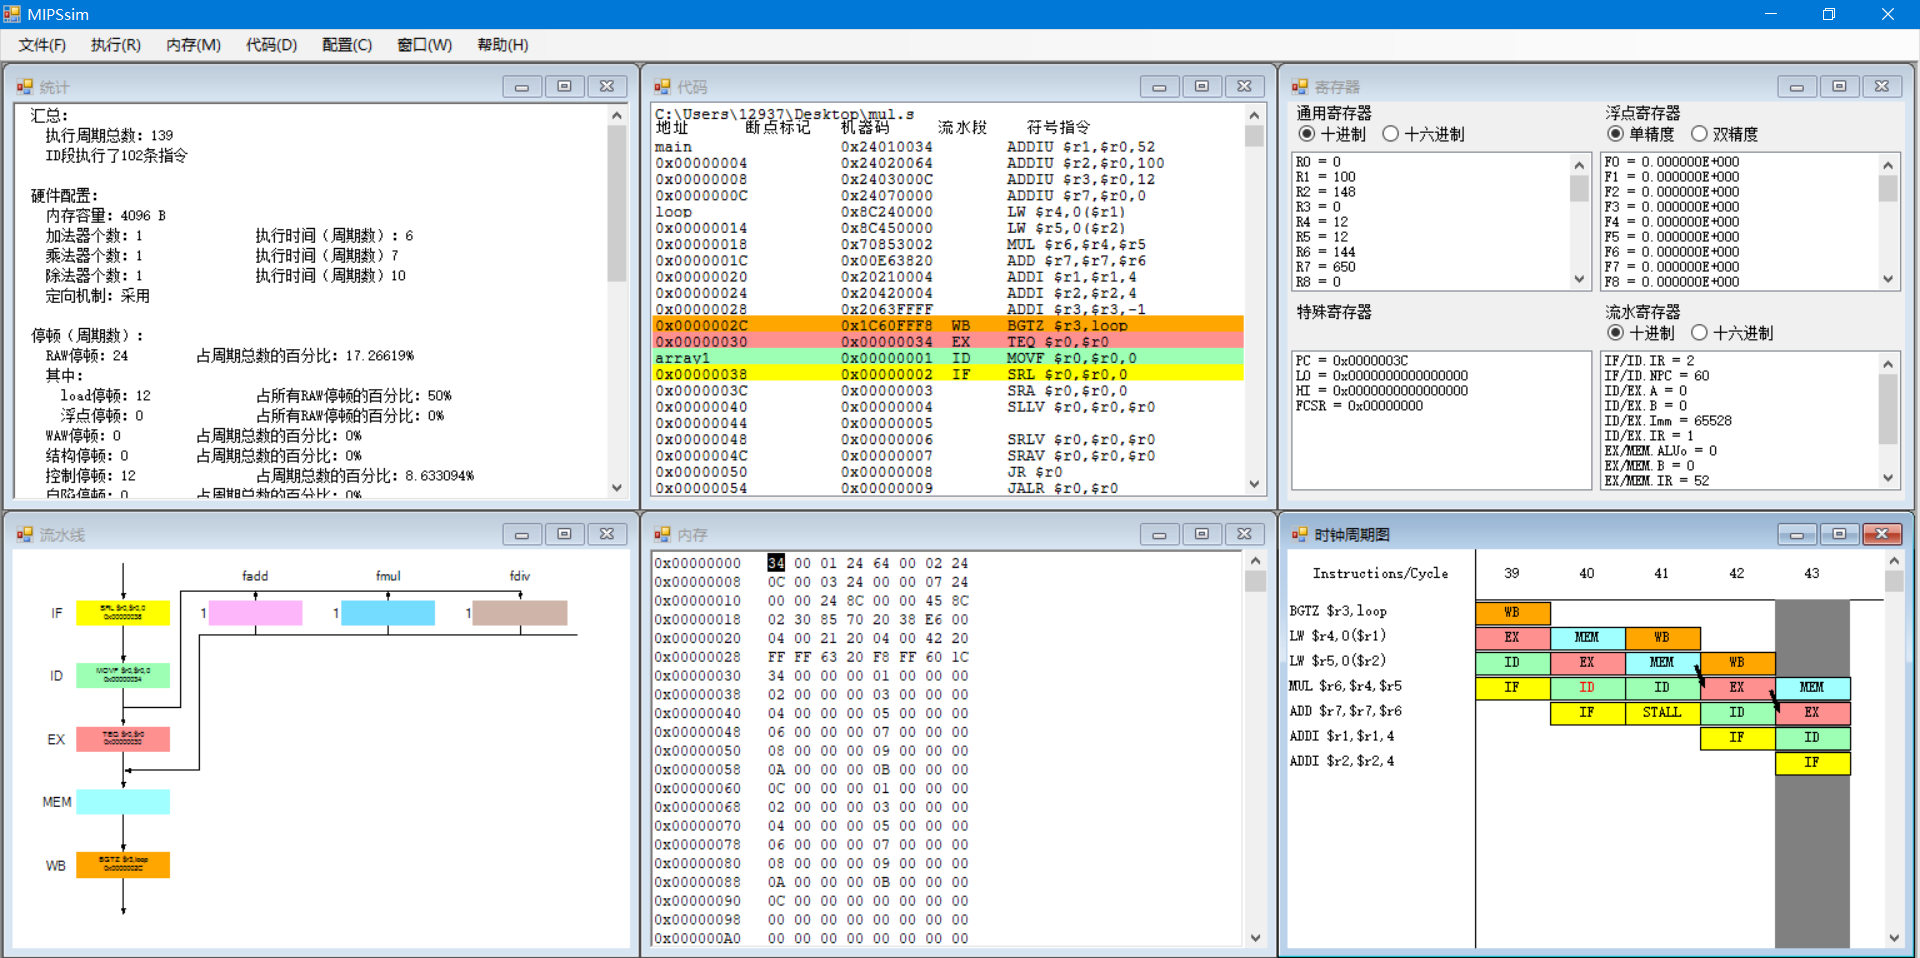 MIPSsim
文件(F) 执行(R) 内存(M) 代码(D) 配置(C) 窗口(W) 帮助(H)
统计
汇总:
执行周期总数: 139
ID段执行了102条指令
硬件配置:
内存容量: 4096 B
加法器个数: 1 执行时间（周期数）: 6
乘法器个数: 1 执行时间（周期数）7
除法器个数: 1 执行时间（周期数）10
定向机制: 采用
停顿（周期数）:
RAW停顿: 24 占周期总数的百分比: 17.26619%
其中:
load停顿: 12 占所有RAW停顿的百分比: 50%
浮点停顿: 0 占所有RAW停顿的百分比: 0%
WAW停顿: 0 占周期总数的百分比: 0%
结构停顿: 0 占周期总数的百分比: 0%
控制停顿: 12 占周期总数的百分比: 8.633094%
自陷停顿: 0 占周期总数的百分比: 0%
代码
C:\Users\12937\Desktop\mul.s
地址 断点标记 机器码 流水段 符号指令
main 0x24010034 ADDIU $r1,$r0,52
0x00000004 0x24020064 ADDIU $r2,$r0,100
0x00000008 0x2403000C ADDIU $r3,$r0,12
0x0000000C 0x24070000 ADDIU $r7,$r0,0
loop 0x8C240000 LW $r4,0($r1)
0x00000014 0x8C450000 LW $r5,0($r2)
0x00000018 0x70853002 MUL $r6,$r4,$r5
0x0000001C 0x00E63820 ADD $r7,$r7,$r6
0x00000020 0x20210004 ADDI $r1,$r1,4
0x00000024 0x20420004 ADDI $r2,$r2,4
0x00000028 0x2063FFFF ADDI $r3,$r3,-1
0x0000002C 0x1C60FFF8 WB BGTZ $r3,loop
0x00000030 0x00000034 EX TEQ $r0,$r0
array1 0x00000001 ID MOVF $r0,$r0,0
0x00000038 0x00000002 IF SRL $r0,$r0,0
0x0000003C 0x00000003 SRA $r0,$r0,0
0x00000040 0x00000004 SLLV $r0,$r0,$r0
0x00000044 0x00000005
0x00000048 0x00000006 SRLV $r0,$r0,$r0
0x0000004C 0x00000007 SRAV $r0,$r0,$r0
0x00000050 0x00000008 JR $r0
0x00000054 0x00000009 JALR $r0,$r0
寄存器
通用寄存器
十进制 十六进制
R0 = 0
R1 = 100
R2 = 148
R3 = 0
R4 = 12
R5 = 12
R6 = 144
R7 = 650
R8 = 0
浮点寄存器
单精度 双精度
F0 = 0.000000E+000
F1 = 0.000000E+000
F2 = 0.000000E+000
F3 = 0.000000E+000
F4 = 0.000000E+000
F5 = 0.000000E+000
F6 = 0.000000E+000
F7 = 0.000000E+000
F8 = 0.000000E+000
特殊寄存器
PC = 0x0000003C
LO = 0x0000000000000000
HI = 0x0000000000000000
FCSR = 0x00000000
流水寄存器
十进制 十六进制
IF/ID.IR = 2
IF/ID.NPC = 60
ID/EX.A = 0
ID/EX.B = 0
ID/EX.Imm = 65528
ID/EX.IR = 1
EX/MEM.ALUo = 0
EX/MEM.B = 0
EX/MEM.IR = 52
流水线
fadd fmul fdiv
IF SRL $r0,$r0,0 1 1 1
0x00000038
ID MOVF $r0,$r0,0
0x00000034
EX TEQ $r0,$r0
0x00000030
MEM
WB BGTZ $r3,loop
0x0000002C
内存
0x00000000 34 00 01 24 64 00 02 24
0x00000008 0C 00 03 24 00 00 07 24
0x00000010 00 00 24 8C 00 00 45 8C
0x00000018 02 30 85 70 20 38 E6 00
0x00000020 04 00 21 20 04 00 42 20
0x00000028 FF FF 63 20 F8 FF 60 1C
0x00000030 34 00 00 00 01 00 00 00
0x00000038 02 00 00 00 03 00 00 00
0x00000040 04 00 00 00 05 00 00 00
0x00000048 06 00 00 00 07 00 00 00
0x00000050 08 00 00 00 09 00 00 00
0x00000058 0A 00 00 00 0B 00 00 00
0x00000060 0C 00 00 00 01 00 00 00
0x00000068 02 00 00 00 03 00 00 00
0x00000070 04 00 00 00 05 00 00 00
0x00000078 06 00 00 00 07 00 00 00
0x00000080 08 00 00 00 09 00 00 00
0x00000088 0A 00 00 00 0B 00 00 00
0x00000090 0C 00 00 00 00 00 00 00
0x00000098 00 00 00 00 00 00 00 00
0x000000A0 00 00 00 00 00 00 00 00
时钟周期图
Instructions/Cycle 39 40 41 42 43
BGTZ $r3,loop WB
LW $r4,0($r1) EX MEM WB
LW $r5,0($r2) ID EX MEM WB
MUL $r6,$r4,$r5 IF ID ID EX MEM
ADD $r7,$r7,$r6 IF STALL ID EX
ADDI $r1,$r1,4 IF ID
ADDI $r2,$r2,4 IF